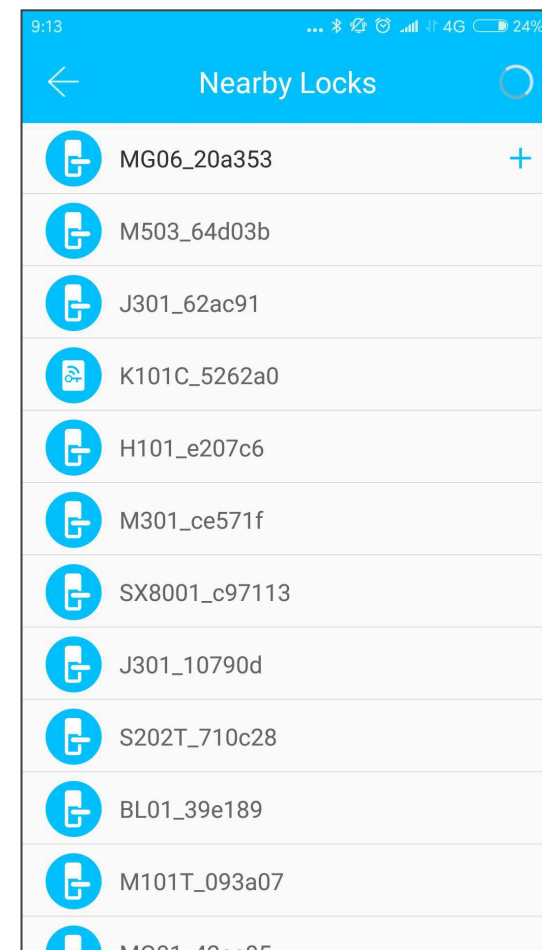 9:13 ... 4G 24%
Nearby Locks
MG06_20a353 +
M503_64d03b
J301_62ac91
K101C_5262a0
H101_e207c6
M301_ce571f
SX8001_c97113
J301_10790d
S202T_710c28
BL01_39e189
M101T_093a07